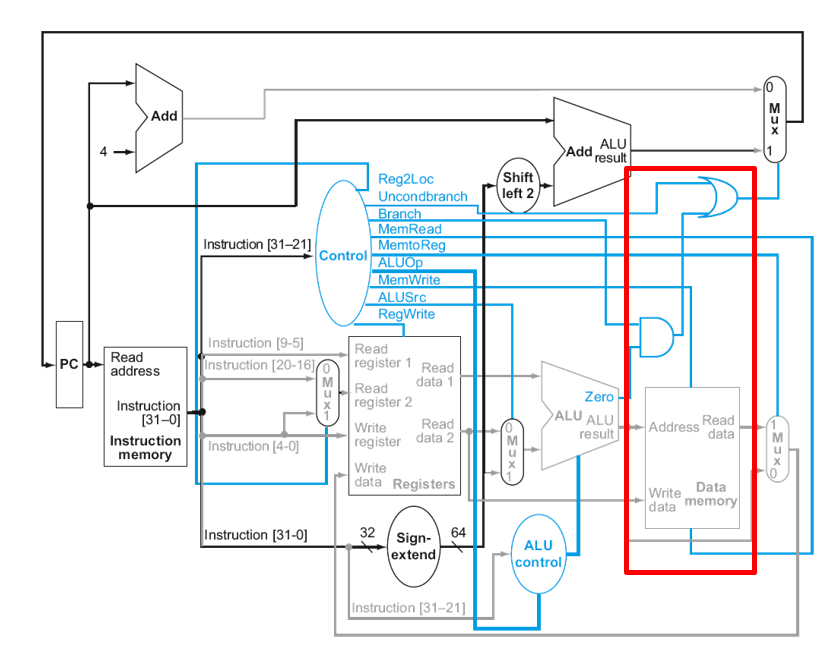 0
M
u
x
1
Add
4
Add
ALU
result
Shift
left 2
Reg2Loc
Uncondbranch
Branch
MemRead
MemtoReg
ALUOp
MemWrite
ALUSrc
RegWrite
Control
Instruction [31–21]
PC
Read
address
Instruction
[31–0]
Instruction
memory
Instruction [9-5]
Instruction [20-16]
Instruction [4-0]
0
M
u
x
1
Read
register 1
Read
register 2
Write
register
Write
data
Read
data 1
Read
data 2
Registers
0
M
u
x
1
Zero
ALU
ALU
result
Address
Read
data
Write
data
Data
memory
1
M
u
x
0
Instruction [31-0]
32
Sign-
extend
64
ALU
control
Instruction [31–21]